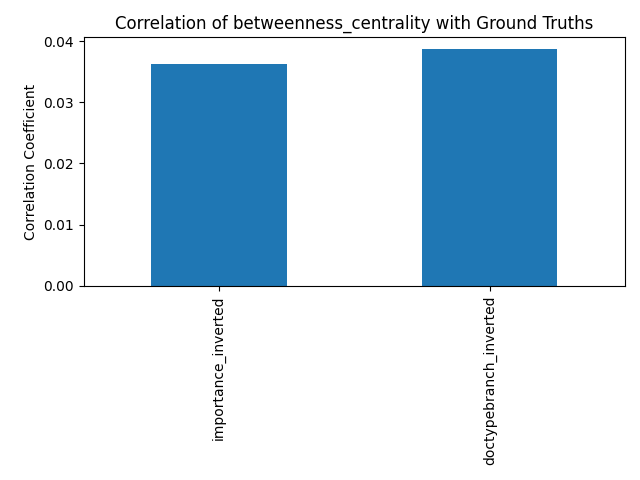 Correlation of betweenness_centrality with Ground Truths
Correlation Coefficient
0.04
0.03
0.02
0.01
0.00
importance_inverted
doctypebranch_inverted